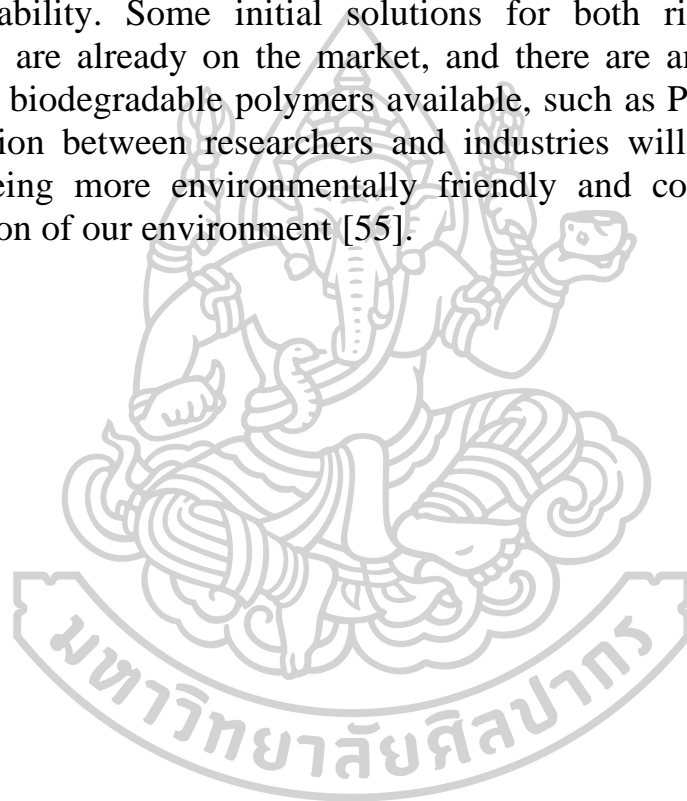 ability. Some initial solutions for both ri
are already on the market, and there are ar
biodegradable polymers available, such as P
ion between researchers and industries will
eing more environmentally friendly and co
on of our environment [55].
มหาวิทยาลัยศิลปากร